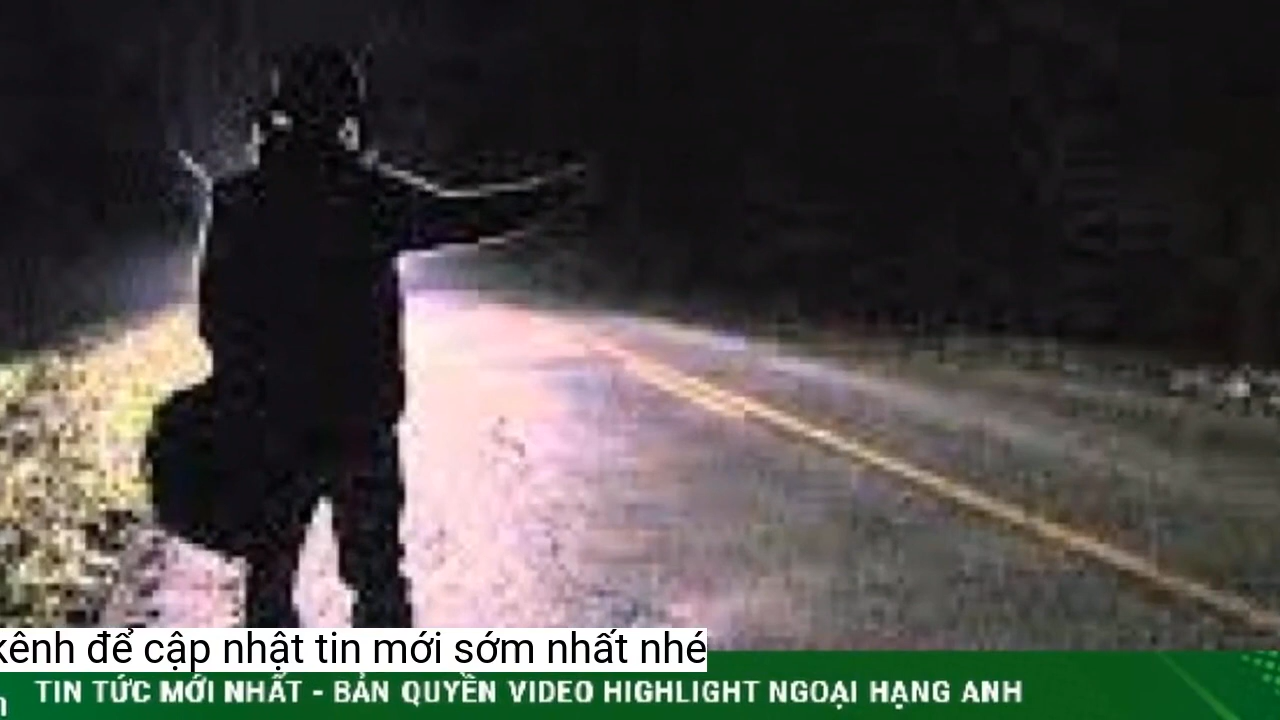 kênh để cập nhật tin mới sớm nhất nhé
TIN TỨC MỚI NHẤT - BẢN QUYỀN VIDEO HIGHLIGHT NGOẠI HẠNG ANH